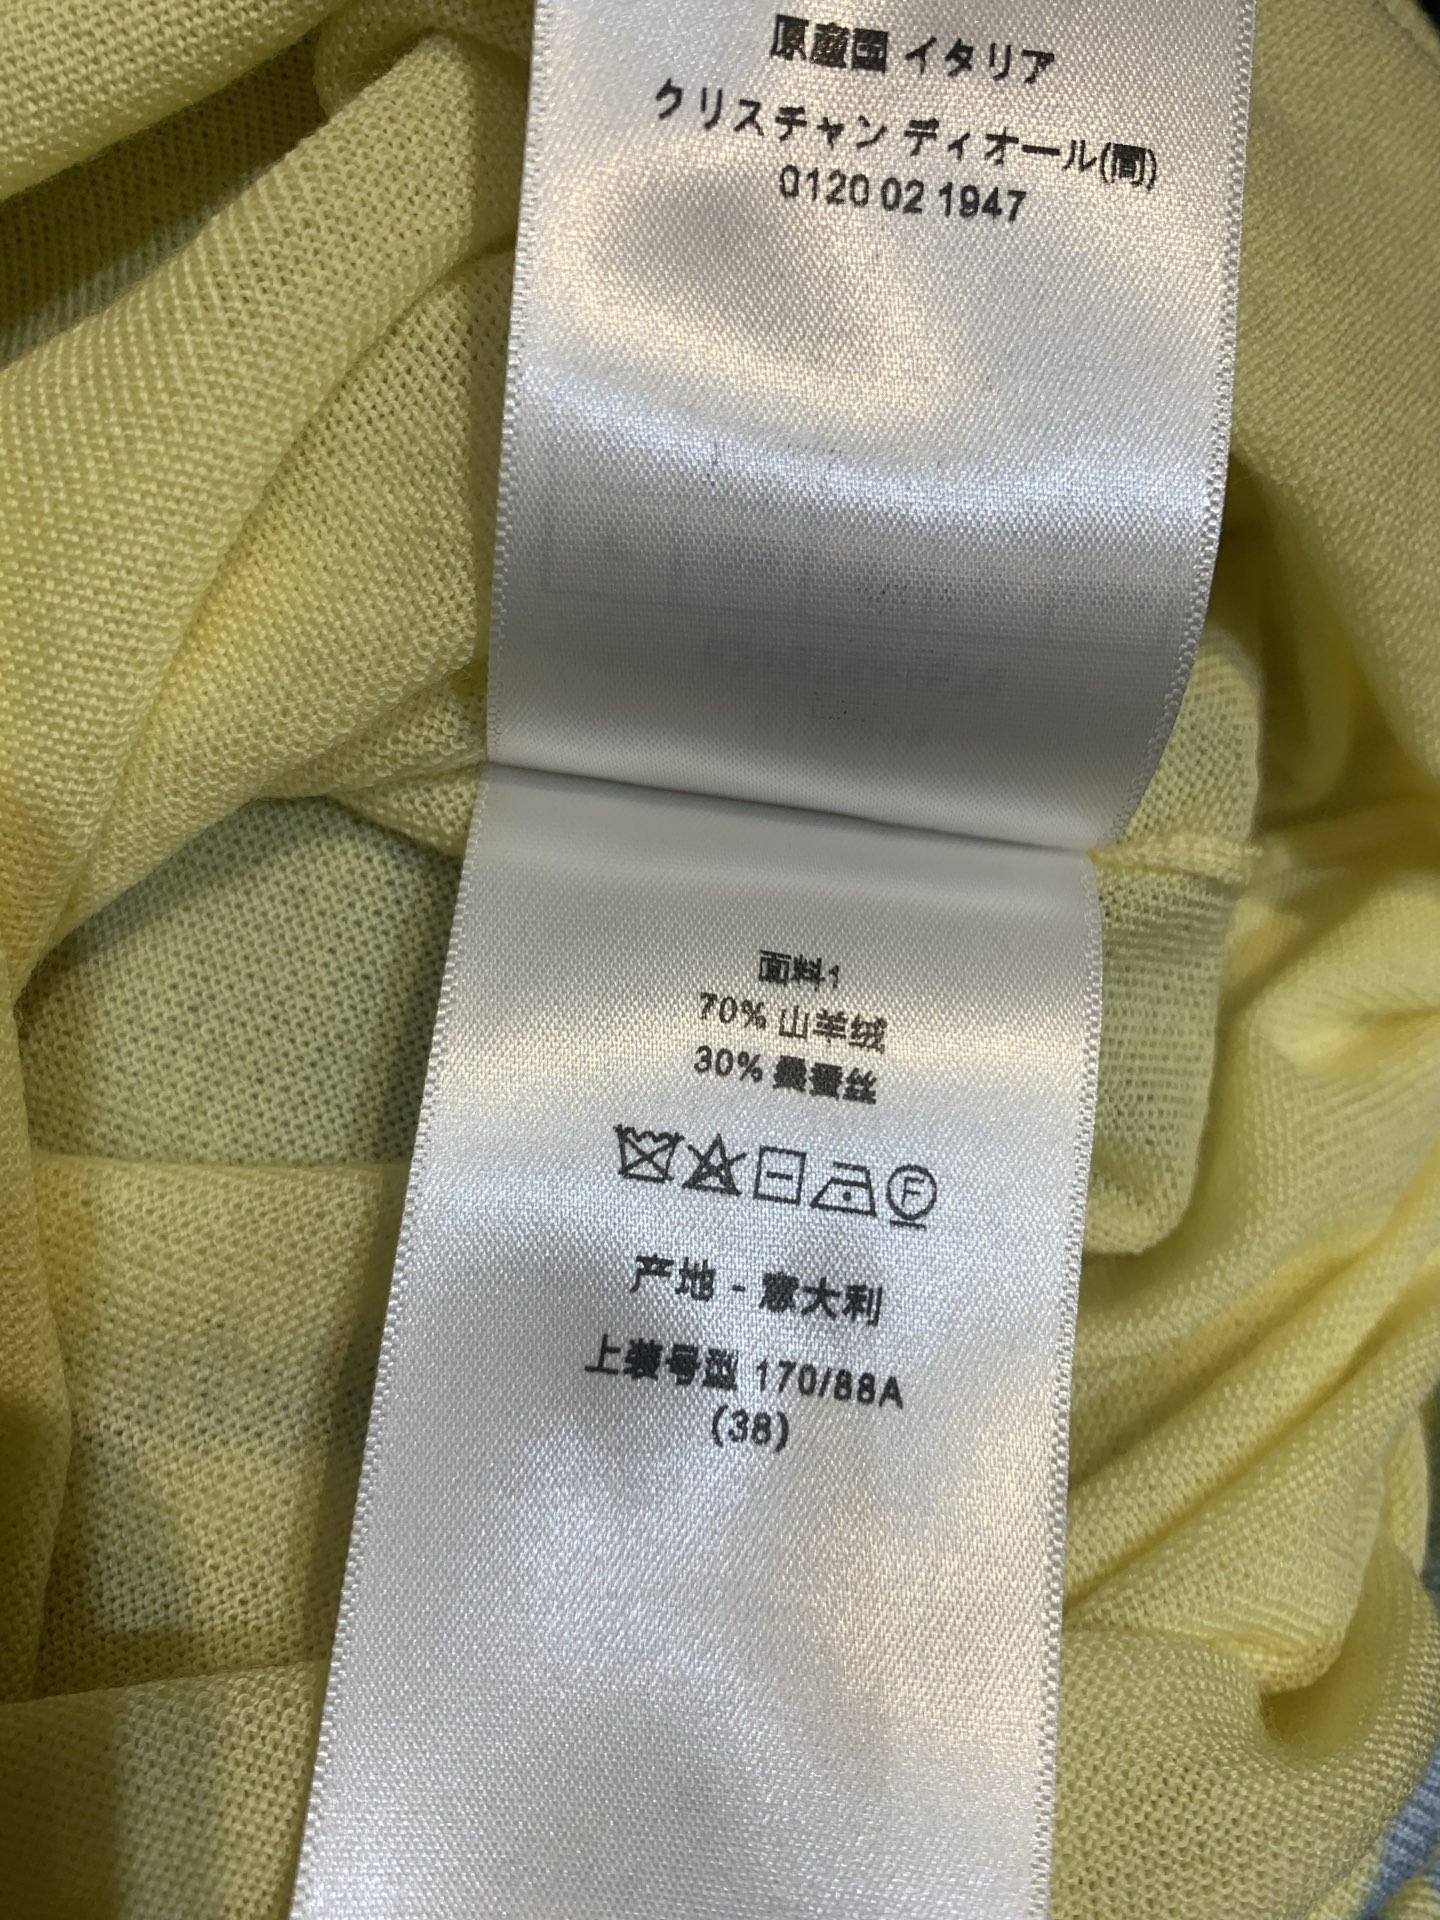 原産国 イタリア
クリスチャン ディオール(問)
0120 02 1947
面料1
70% 山羊绒
30% 桑蚕丝
F
产地 - 意大利
上装号型 170/88A
(38)